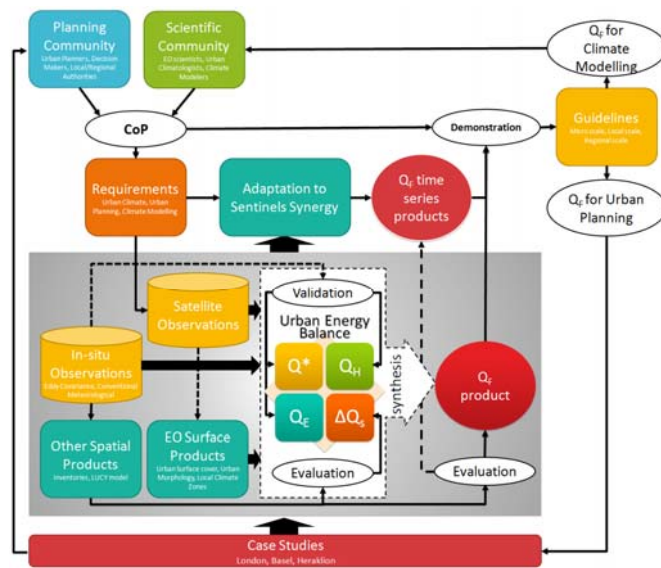 Planning
Community
Urban Planners, Decision
Makers, Local/Regional
Authorities
Scientific
Community
EO scientists, Urban
Climatologists, Climate
Modelers
QF for
Climate
Modelling
CoP
Demonstration
Guidelines
Micro scale, Local scale,
Regional scale
Requirements
Urban Climate, Urban
Planning, Climate Modelling
Adaptation to
Sentinels Synergy
QF time
series
products
QF for Urban
Planning
Satellite
Observations
Validation
Urban Energy
Balance
In-situ
Observations
Eddy Covariance, Conventional
Meteorological
Q*
QH
QE
ΔQs
synthesis
QF
product
Other Spatial
Products
Inventories, LUCY model
EO Surface
Products
Urban Surface cover, Urban
Morphology, Local Climate
Zones
Evaluation
Evaluation
Case Studies
London, Basel, Heraklion